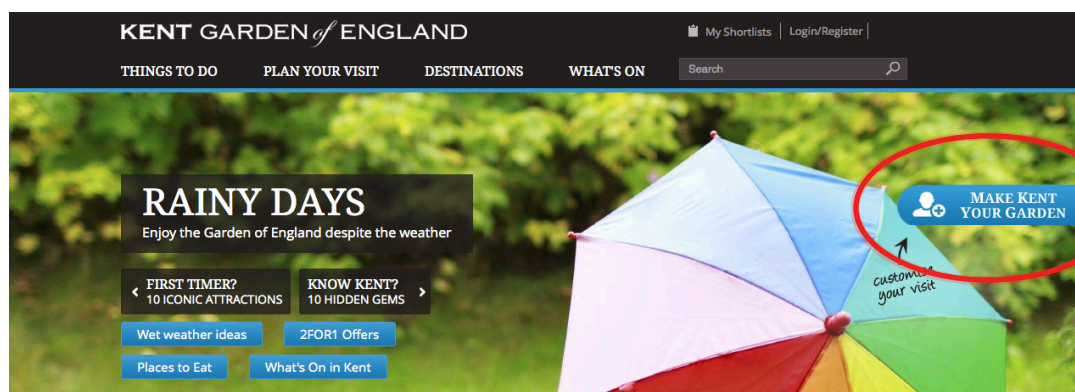 KENT GARDEN of ENGLAND
My Shortlists
Login/Register
THINGS TO DO
PLAN YOUR VISIT
DESTINATIONS
WHAT'S ON
Search
RAINY DAYS
Enjoy the Garden of England despite the weather
MAKE KENT
YOUR GARDEN
customise
your visit
FIRST TIMER?
10 ICONIC ATTRACTIONS
KNOW KENT?
10 HIDDEN GEMS
Wet weather ideas
2FOR1 Offers
Places to Eat
What's On in Kent